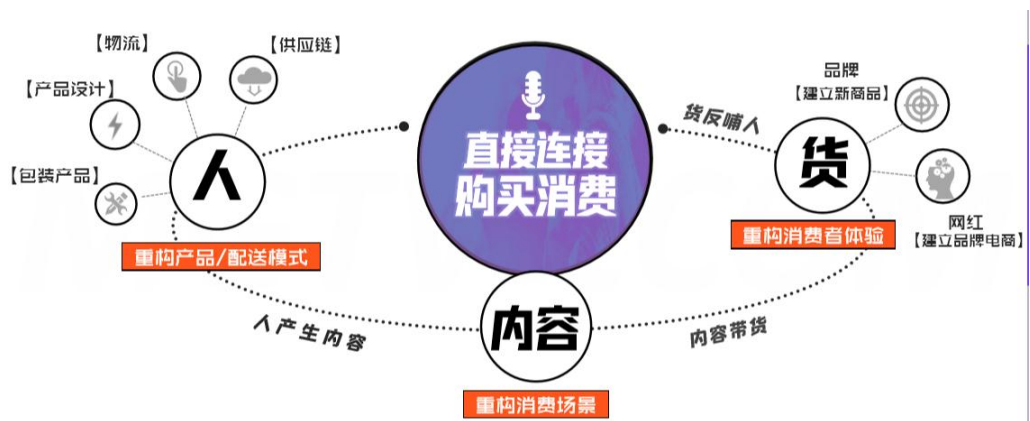 【物流】
【供应链】
【产品设计】
【包装产品】
人
重构产品/配送模式
人产生内容
直接连接
购买消费
内容
重构消费场景
内容带货
货反哺人
货
重构消费者体验
品牌
【建立新商品】
网红
【建立品牌电商】